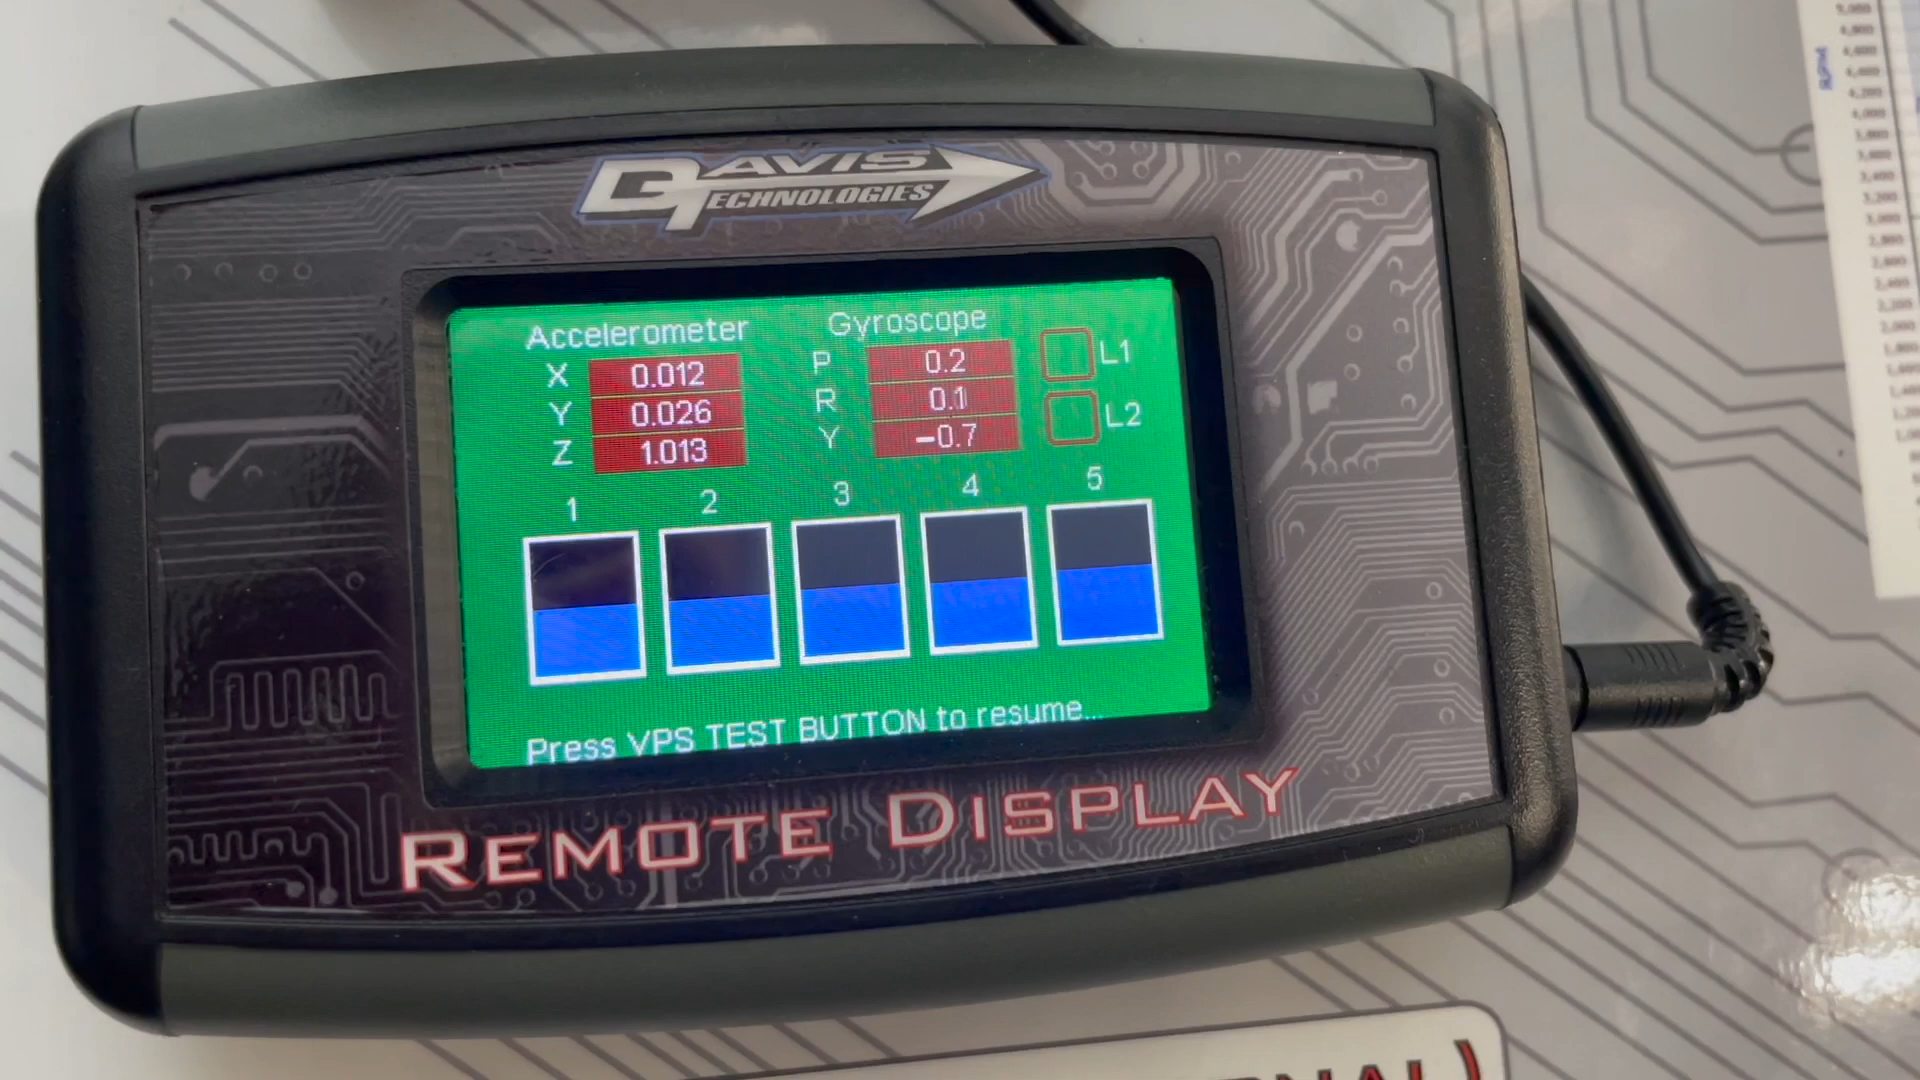 DAVIS
TECHNOLOGIES
Accelerometer
Gyroscope
X 0.012
Y 0.026
Z 1.013
P 0.2
R 0.1
Y -0.7
L1
L2
1 2 3 4 5
Press VPS TEST BUTTON to resume...
REMOTE DISPLAY
RPM